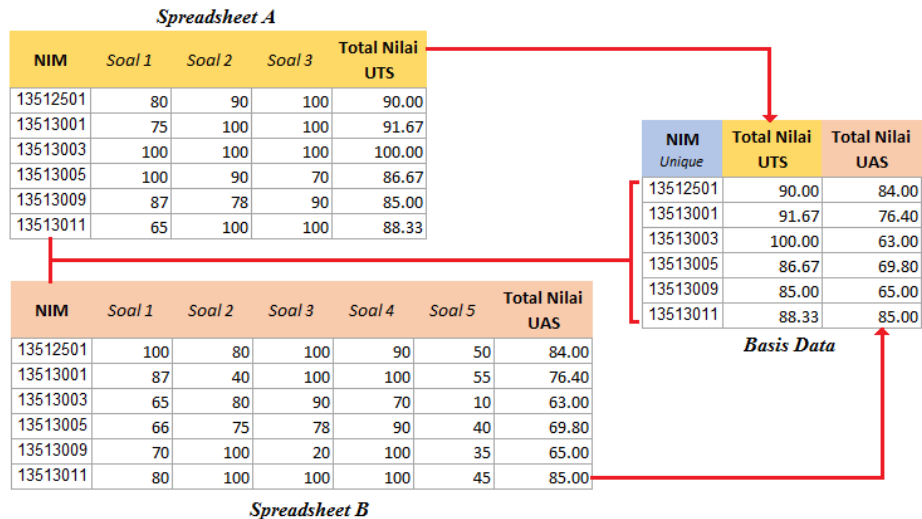 Spreadsheet A
NIM Soal 1 Soal 2 Soal 3 Total Nilai UTS
13512501 80 90 100 90.00
13513001 75 100 100 91.67
13513003 100 100 100 100.00
13513005 100 90 70 86.67
13513009 87 78 90 85.00
13513011 65 100 100 88.33
NIM Unique Total Nilai UTS Total Nilai UAS
13512501 90.00 84.00
13513001 91.67 76.40
13513003 100.00 63.00
13513005 86.67 69.80
13513009 85.00 65.00
13513011 88.33 85.00
Basis Data
NIM Soal 1 Soal 2 Soal 3 Soal 4 Soal 5 Total Nilai UAS
13512501 100 80 100 90 50 84.00
13513001 87 40 100 100 55 76.40
13513003 65 80 90 70 10 63.00
13513005 66 75 78 90 40 69.80
13513009 70 100 20 100 35 65.00
13513011 80 100 100 100 45 85.00
Spreadsheet B